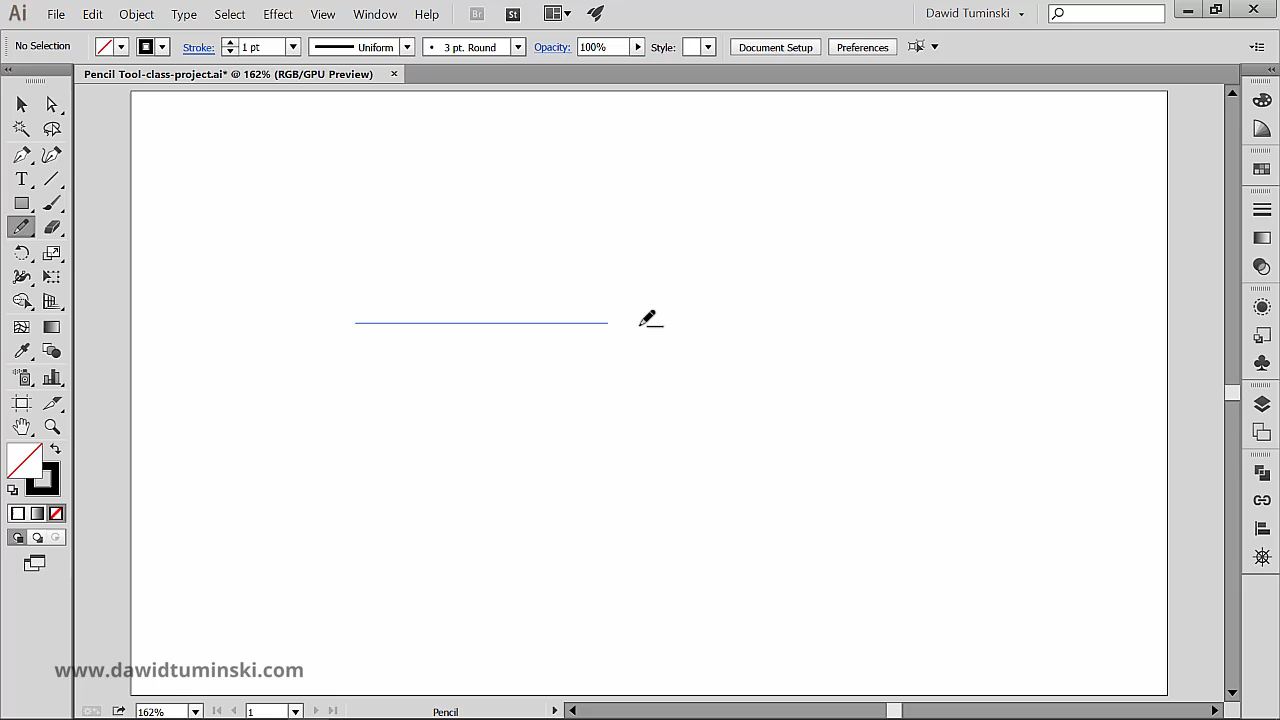 Ai File Edit Object Type Select Effect View Window Help Br St Dawid Tuminski
No Selection Stroke: 1 pt Uniform 3 pt. Round Opacity: 100% Style: Document Setup Preferences
Pencil Tool-class-project.ai* @ 162% (RGB/GPU Preview)
T
www.dawidtuminski.com
162% 1 Pencil